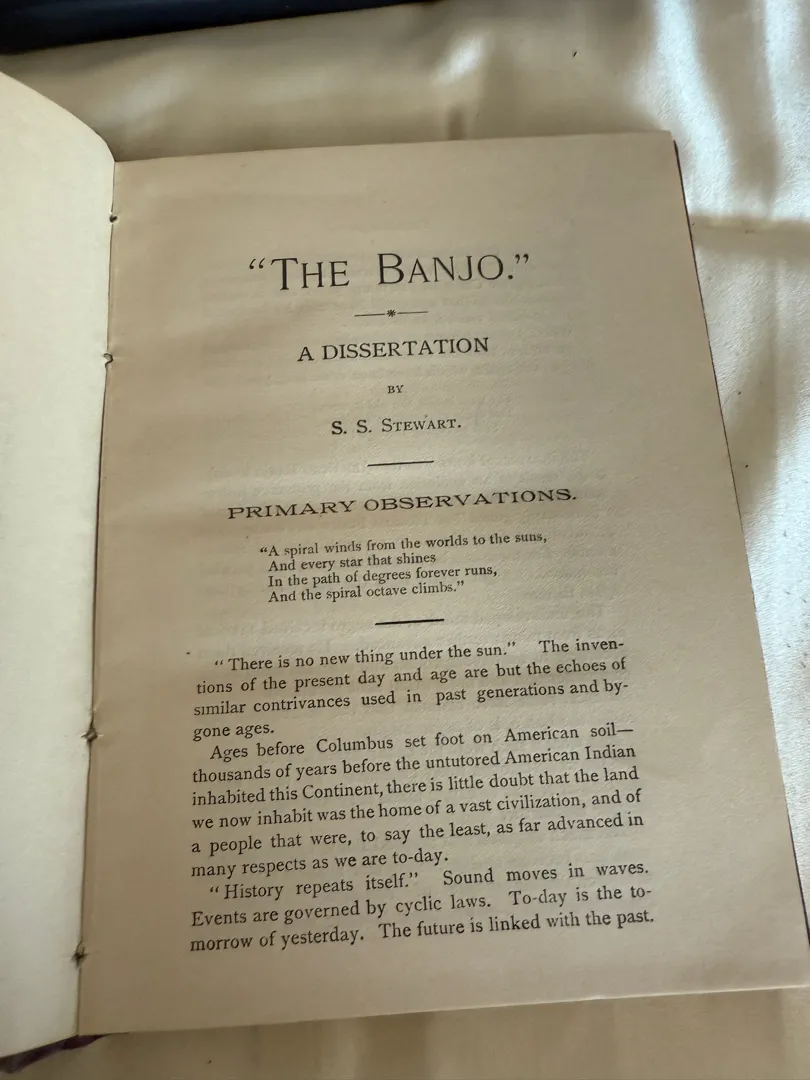 “THE BANJO.”
A DISSERTATION
BY
S. S. STEWART.
PRIMARY OBSERVATIONS.
“A spiral winds from the worlds to the suns,
And every star that shines
In the path of degrees forever runs,
And the spiral octave climbs.”
“There is no new thing under the sun.” The inven-
tions of the present day and age are but the echoes of
similar contrivances used in past generations and by-
gone ages.
Ages before Columbus set foot on American soil—
thousands of years before the untutored American Indian
inhabited this Continent, there is little doubt that the land
we now inhabit was the home of a vast civilization, and of
a people that were, to say the least, as far advanced in
many respects as we are to-day.
“History repeats itself.” Sound moves in waves.
Events are governed by cyclic laws. To-day is the to-
morrow of yesterday. The future is linked with the past.